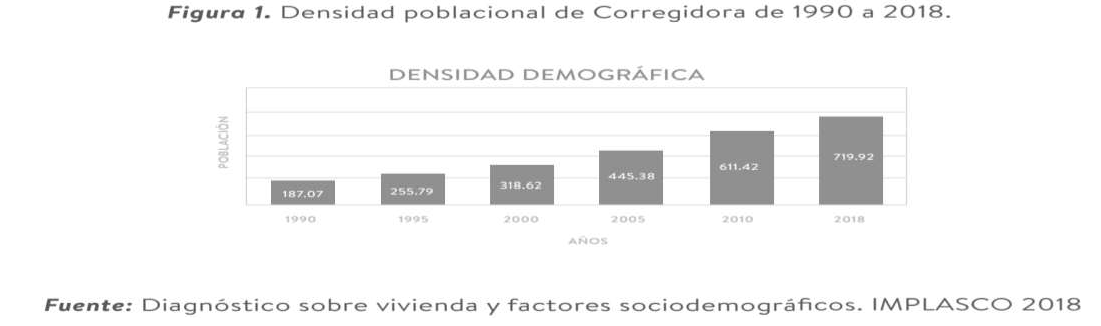 Figura 1. Densidad poblacional de Corregidora de 1990 a 2018.
DENSIDAD DEMOGRÁFICA
POBLACIÓN
187.07 255.79 318.62 445.38 611.42 719.92
1990 1995 2000 2005 2010 2018
AÑOS
Fuente: Diagnóstico sobre vivienda y factores sociodemográficos. IMPLASCO 2018